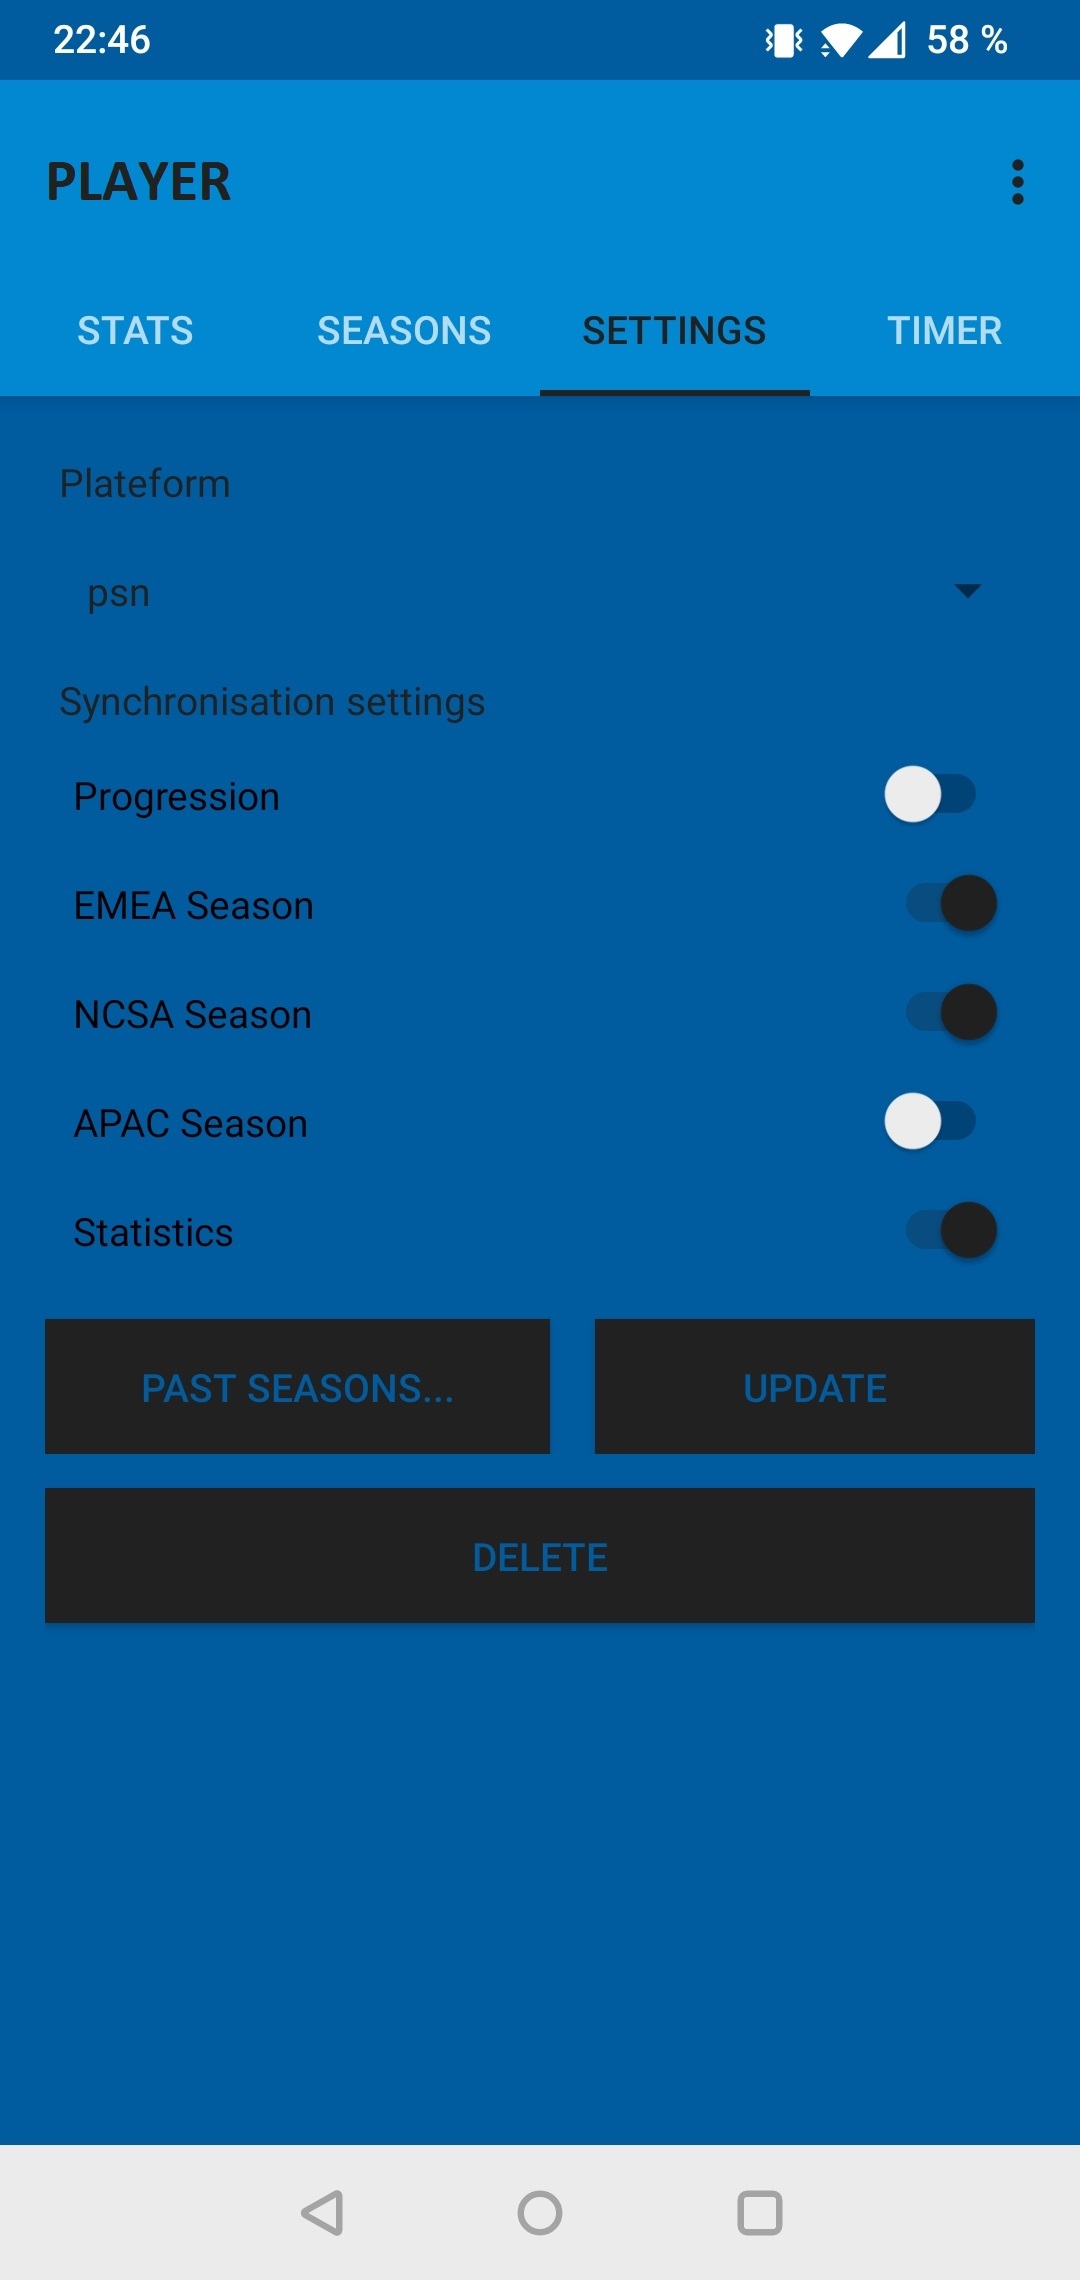 22:46 58 %
PLAYER
STATS SEASONS SETTINGS TIMER
Plateform
psn
Synchronisation settings
Progression
EMEA Season
NCSA Season
APAC Season
Statistics
PAST SEASONS... UPDATE
DELETE